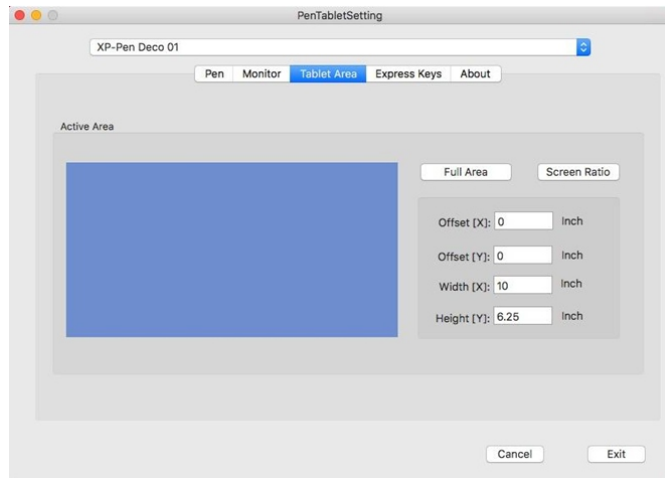 PenTabletSetting
XP-Pen Deco 01
Pen Monitor Tablet Area Express Keys About
Active Area
Full Area Screen Ratio
Offset [X]: 0 Inch
Offset [Y]: 0 Inch
Width [X]: 10 Inch
Height [Y]: 6.25 Inch
Cancel Exit